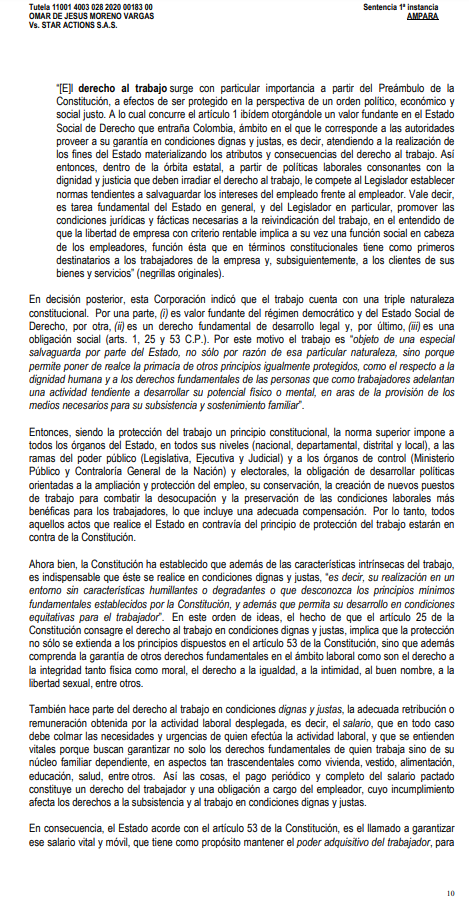 Tutela 11001 4003 028 2020 00183 00
OMAR DE JESUS MORENO VARGAS
Vs. STAR ACTIONS S.A.S.
Sentencia 1ª instancia
AMPARA
“[E]l derecho al trabajo surge con particular importancia a partir del Preámbulo de la
Constitución, a efectos de ser protegido en la perspectiva de un orden político, económico y
social justo. A lo cual concurre el artículo 1 ibídem otorgándole un valor fundante en el Estado
Social de Derecho que entraña Colombia, ámbito en el que le corresponde a las autoridades
proveer a su garantía en condiciones dignas y justas, es decir, atendiendo a la realización de
los fines del Estado materializando los atributos y consecuencias del derecho al trabajo. Así
entonces, dentro de la órbita estatal, a partir de políticas laborales consonantes con la
dignidad y justicia que deben irradiar el derecho al trabajo, le compete al Legislador establecer
normas tendientes a salvaguardar los intereses del empleado frente al empleador. Vale decir,
es tarea fundamental del Estado en general, y del Legislador en particular, promover las
condiciones jurídicas y fácticas necesarias a la reivindicación del trabajo, en el entendido de
que la libertad de empresa con criterio rentable implica a su vez una función social en cabeza
de los empleadores, función ésta que en términos constitucionales tiene como primeros
destinatarios a los trabajadores de la empresa y, subsiguientemente, a los clientes de sus
bienes y servicios” (negrillas originales).
En decisión posterior, esta Corporación indicó que el trabajo cuenta con una triple naturaleza
constitucional. Por una parte, (i) es valor fundante del régimen democrático y del Estado Social de
Derecho, por otra, (ii) es un derecho fundamental de desarrollo legal y, por último, (iii) es una
obligación social (arts. 1, 25 y 53 C.P.). Por este motivo el trabajo es “objeto de una especial
salvaguarda por parte del Estado, no sólo por razón de esa particular naturaleza, sino porque
permite poner de realce la primacía de otros principios igualmente protegidos, como el respecto a la
dignidad humana y a los derechos fundamentales de las personas que como trabajadores adelantan
una actividad tendiente a desarrollar su potencial físico o mental, en aras de la provisión de los
medios necesarios para su subsistencia y sostenimiento familiar”.
Entonces, siendo la protección del trabajo un principio constitucional, la norma superior impone a
todos los órganos del Estado, en todos sus niveles (nacional, departamental, distrital y local), a las
ramas del poder público (Legislativa, Ejecutiva y Judicial) y a los órganos de control (Ministerio
Público y Contraloría General de la Nación) y electorales, la obligación de desarrollar políticas
orientadas a la ampliación y protección del empleo, su conservación, la creación de nuevos puestos
de trabajo para combatir la desocupación y la preservación de las condiciones laborales más
benéficas para los trabajadores, lo que incluye una adecuada compensación. Por lo tanto, todos
aquellos actos que realice el Estado en contravía del principio de protección del trabajo estarán en
contra de la Constitución.
Ahora bien, la Constitución ha establecido que además de las características intrínsecas del trabajo,
es indispensable que éste se realice en condiciones dignas y justas, “es decir, su realización en un
entorno sin características humillantes o degradantes o que desconozca los principios mínimos
fundamentales establecidos por la Constitución, y además que permita su desarrollo en condiciones
equitativas para el trabajador”. En este orden de ideas, el hecho de que el artículo 25 de la
Constitución consagre el derecho al trabajo en condiciones dignas y justas, implica que la protección
no sólo se extienda a los principios dispuestos en el artículo 53 de la Constitución, sino que además
comprenda la garantía de otros derechos fundamentales en el ámbito laboral como son el derecho a
la integridad tanto física como moral, el derecho a la igualdad, a la intimidad, al buen nombre, a la
libertad sexual, entre otros.
También hace parte del derecho al trabajo en condiciones dignas y justas, la adecuada retribución o
remuneración obtenida por la actividad laboral desplegada, es decir, el salario, que en todo caso
debe colmar las necesidades y urgencias de quien efectúa la actividad laboral, y que se entienden
vitales porque buscan garantizar no solo los derechos fundamentales de quien trabaja sino de su
núcleo familiar dependiente, en aspectos tan trascendentales como vivienda, vestido, alimentación,
educación, salud, entre otros. Así las cosas, el pago periódico y completo del salario pactado
constituye un derecho del trabajador y una obligación a cargo del empleador, cuyo incumplimiento
afecta los derechos a la subsistencia y al trabajo en condiciones dignas y justas.
En consecuencia, el Estado acorde con el artículo 53 de la Constitución, es el llamado a garantizar
ese salario vital y móvil, que tiene como propósito mantener el poder adquisitivo del trabajador, para
10